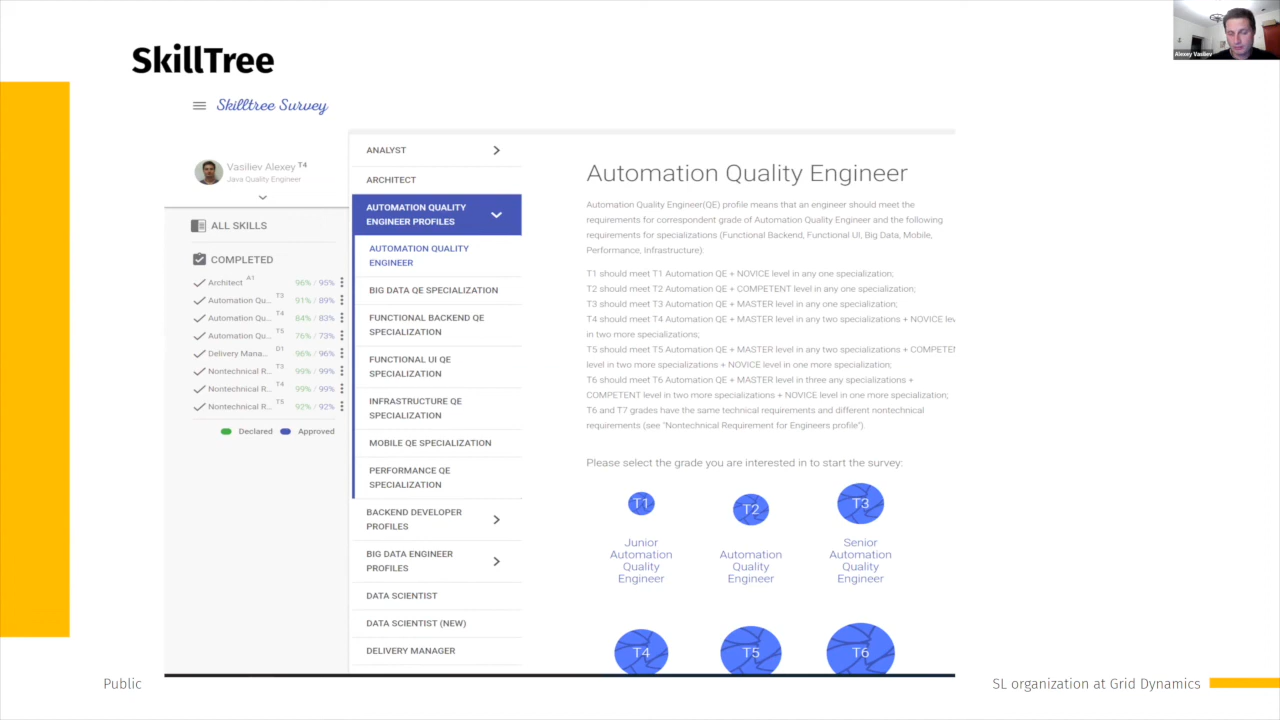 SkillTree
Alexey Vasiliev
Skilltree Survey
Vasiliev Alexey T4
Java Quality Engineer
ALL SKILLS
COMPLETED
Architect A1 96% / 95%
Automation Qu... T3 91% / 89%
Automation Qu... T4 84% / 83%
Automation Qu... T5 76% / 73%
Delivery Mana... D1 96% / 96%
Nontechnical R... T3 99% / 99%
Nontechnical R... T4 99% / 99%
Nontechnical R... T5 92% / 92%
Declared Approved
ANALYST
ARCHITECT
AUTOMATION QUALITY
ENGINEER PROFILES
AUTOMATION QUALITY
ENGINEER
BIG DATA QE SPECIALIZATION
FUNCTIONAL BACKEND QE
SPECIALIZATION
FUNCTIONAL UI QE
SPECIALIZATION
INFRASTRUCTURE QE
SPECIALIZATION
MOBILE QE SPECIALIZATION
PERFORMANCE QE
SPECIALIZATION
BACKEND DEVELOPER
PROFILES
BIG DATA ENGINEER
PROFILES
DATA SCIENTIST
DATA SCIENTIST (NEW)
DELIVERY MANAGER
Automation Quality Engineer
Automation Quality Engineer(QE) profile means that an engineer should meet the
requirements for correspondent grade of Automation Quality Engineer and the following
requirements for specializations (Functional Backend, Functional UI, Big Data, Mobile,
Performance, Infrastructure):
T1 should meet T1 Automation QE + NOVICE level in any one specialization;
T2 should meet T2 Automation QE + COMPETENT level in any one specialization;
T3 should meet T3 Automation QE + MASTER level in any one specialization;
T4 should meet T4 Automation QE + MASTER level in any two specializations + NOVICE
in two more specializations;
T5 should meet T5 Automation QE + MASTER level in any two specializations +
level in two more specializations + NOVICE level in one more specialization;
T6 should meet T6 Automation QE + MASTER level in three any specializations +
COMPETENT level in two more specializations + NOVICE level in one more specialization;
T6 and T7 grades have the same technical requirements and different nontechnical
requirements (see "Nontechnical Requirement for Engineers profile").
Please select the grade you are interested in to start the survey:
T1 T2 T3
Junior
Automation
Quality
Engineer
Automation
Quality
Engineer
Senior
Automation
Quality
Engineer
T4 T5 T6
Public
SL organization at Grid Dynamics